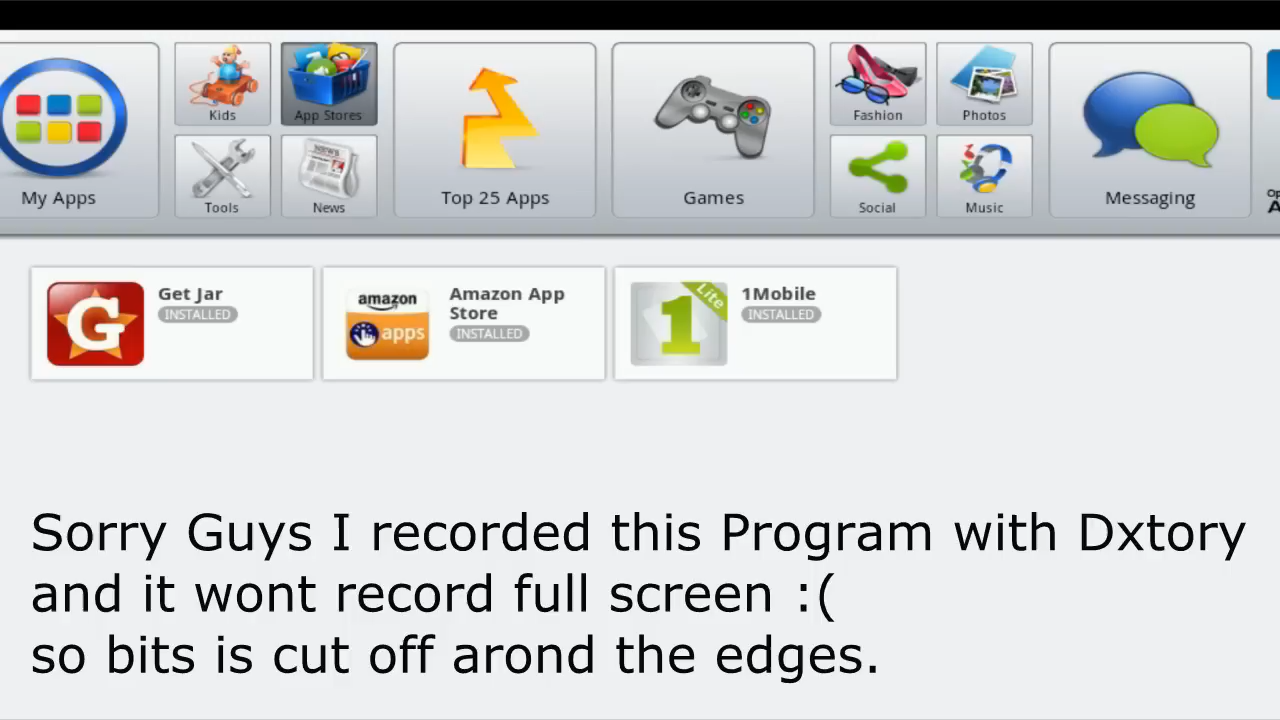 Kids
App Stores
Fashion
Photos
My Apps
Tools
News
Top 25 Apps
Games
Social
Music
Messaging
Get Jar
INSTALLED
amazon
apps
Amazon App
Store
INSTALLED
1
Lite
1Mobile
INSTALLED
Sorry Guys I recorded this Program with Dxtory
and it wont record full screen :(
so bits is cut off arond the edges.